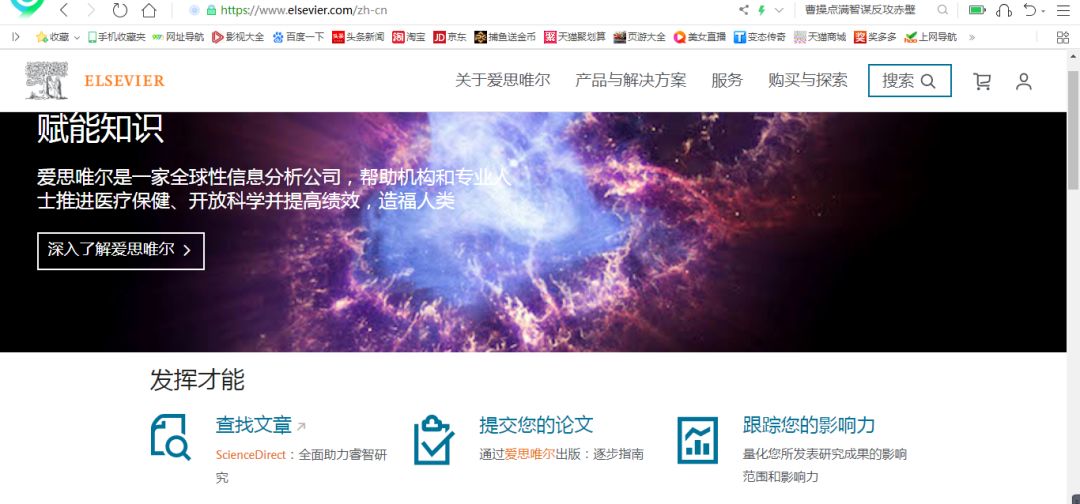 https://www.elsevier.com/zh-cn
曹操点满智谋反攻赤壁
收藏
手机收藏夹
网址导航
影视大全
百度一下
头条新闻
淘宝
京东
捕鱼送金币
天猫聚划算
页游大全
美女直播
变态传奇
天猫商城
奖多多
上网导航
ELSEVIER
关于爱思唯尔
产品与解决方案
服务
购买与探索
搜索
赋能知识
爱思唯尔是一家全球性信息分析公司，帮助机构和专业人
士推进医疗保健、开放科学并提高绩效，造福人类
深入了解爱思唯尔
发挥才能
查找文章
ScienceDirect：全面助力睿智研
究
提交您的论文
通过爱思唯尔出版：逐步指南
跟踪您的影响力
量化您所发表研究成果的影响
范围和影响力